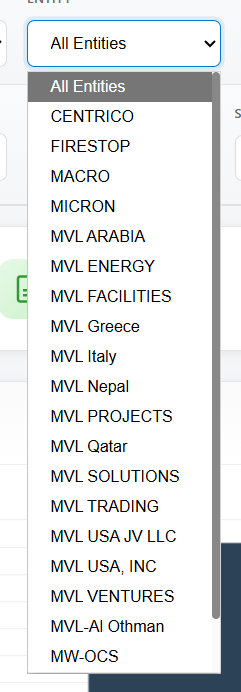 All Entities
All Entities
CENTRICO
FIRESTOP
MACRO
MICRON
MVL ARABIA
MVL ENERGY
MVL FACILITIES
MVL Greece
MVL Italy
MVL Nepal
MVL PROJECTS
MVL Qatar
MVL SOLUTIONS
MVL TRADING
MVL USA JV LLC
MVL USA, INC
MVL VENTURES
MVL-Al Othman
MW-OCS